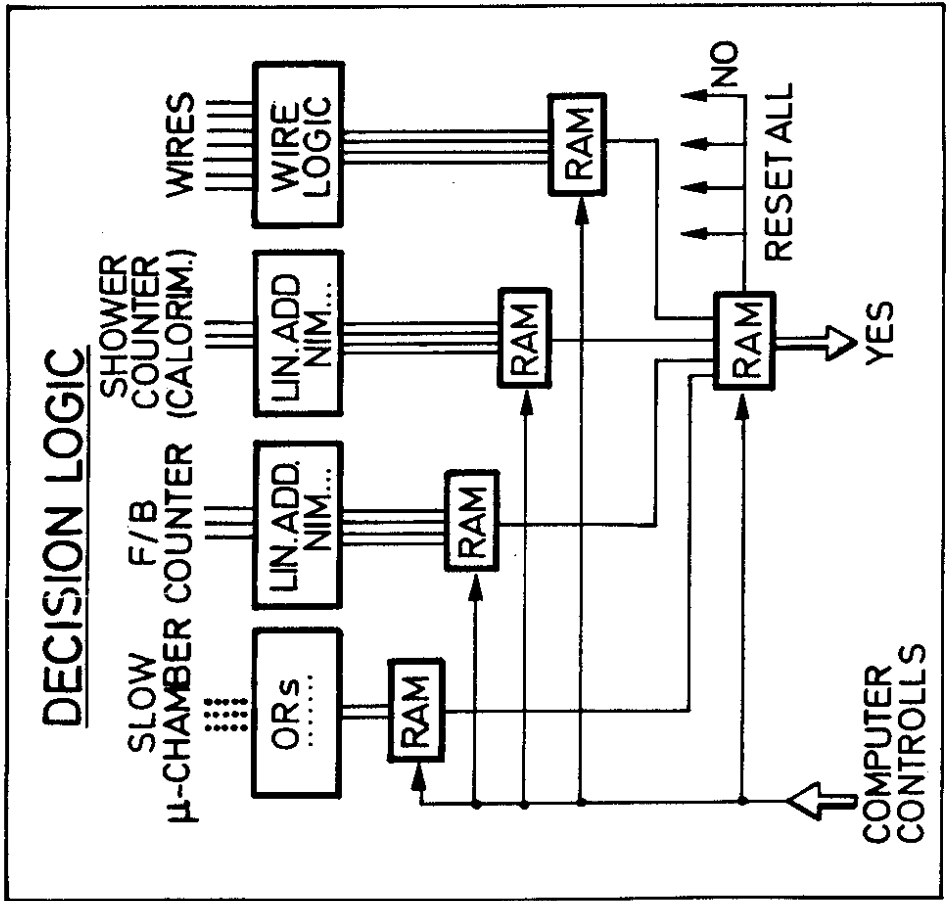 DECISION LOGIC
SLOW
μ-CHAMBER
F/B
COUNTER
SHOWER
COUNTER
(CALORIM.)
WIRES
ORs
......
LIN.ADD.
NIM...
LIN.ADD
NIM...
WIRE
LOGIC
RAM
RAM
RAM
RAM
RAM
NO
RESET ALL
YES
COMPUTER
CONTROLLS